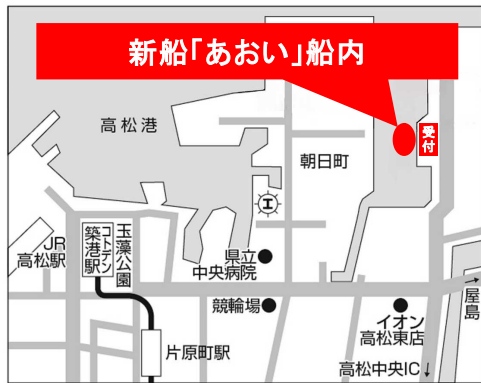 新船「あおい」船内
高松港
受付
朝日町
JR
高松駅
コトデン
築港駅
玉藻公園
県立
中央病院
競輪場
片原町駅
イオン
高松東店
→
屋島
高松中央IC↓